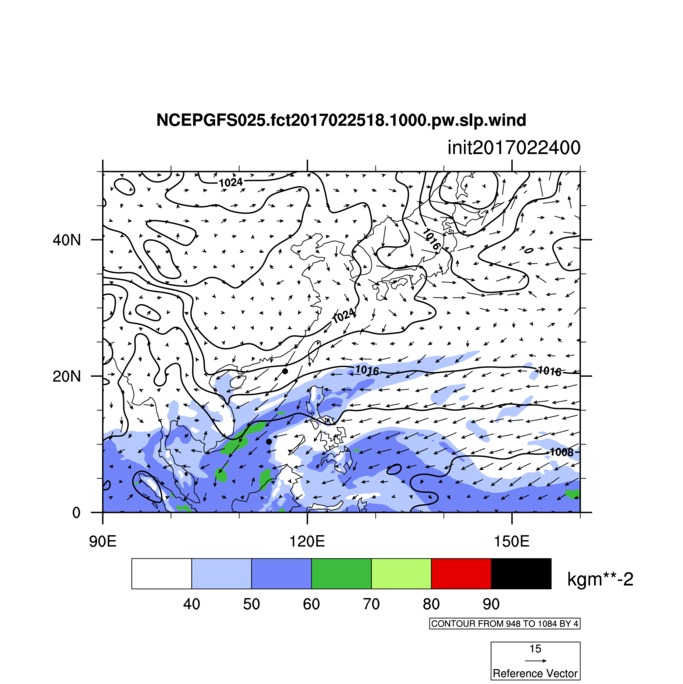 NCEPGFS025.fct2017022518.1000.pw.slp.wind
init2017022400
1024
40N
1016
0
1024
20N
1016
1016
1008
0
90E 120E 150E
40 50 60 70 80 90
kgm**-2
CONTOUR FROM 948 TO 1084 BY 4
15
Reference Vector